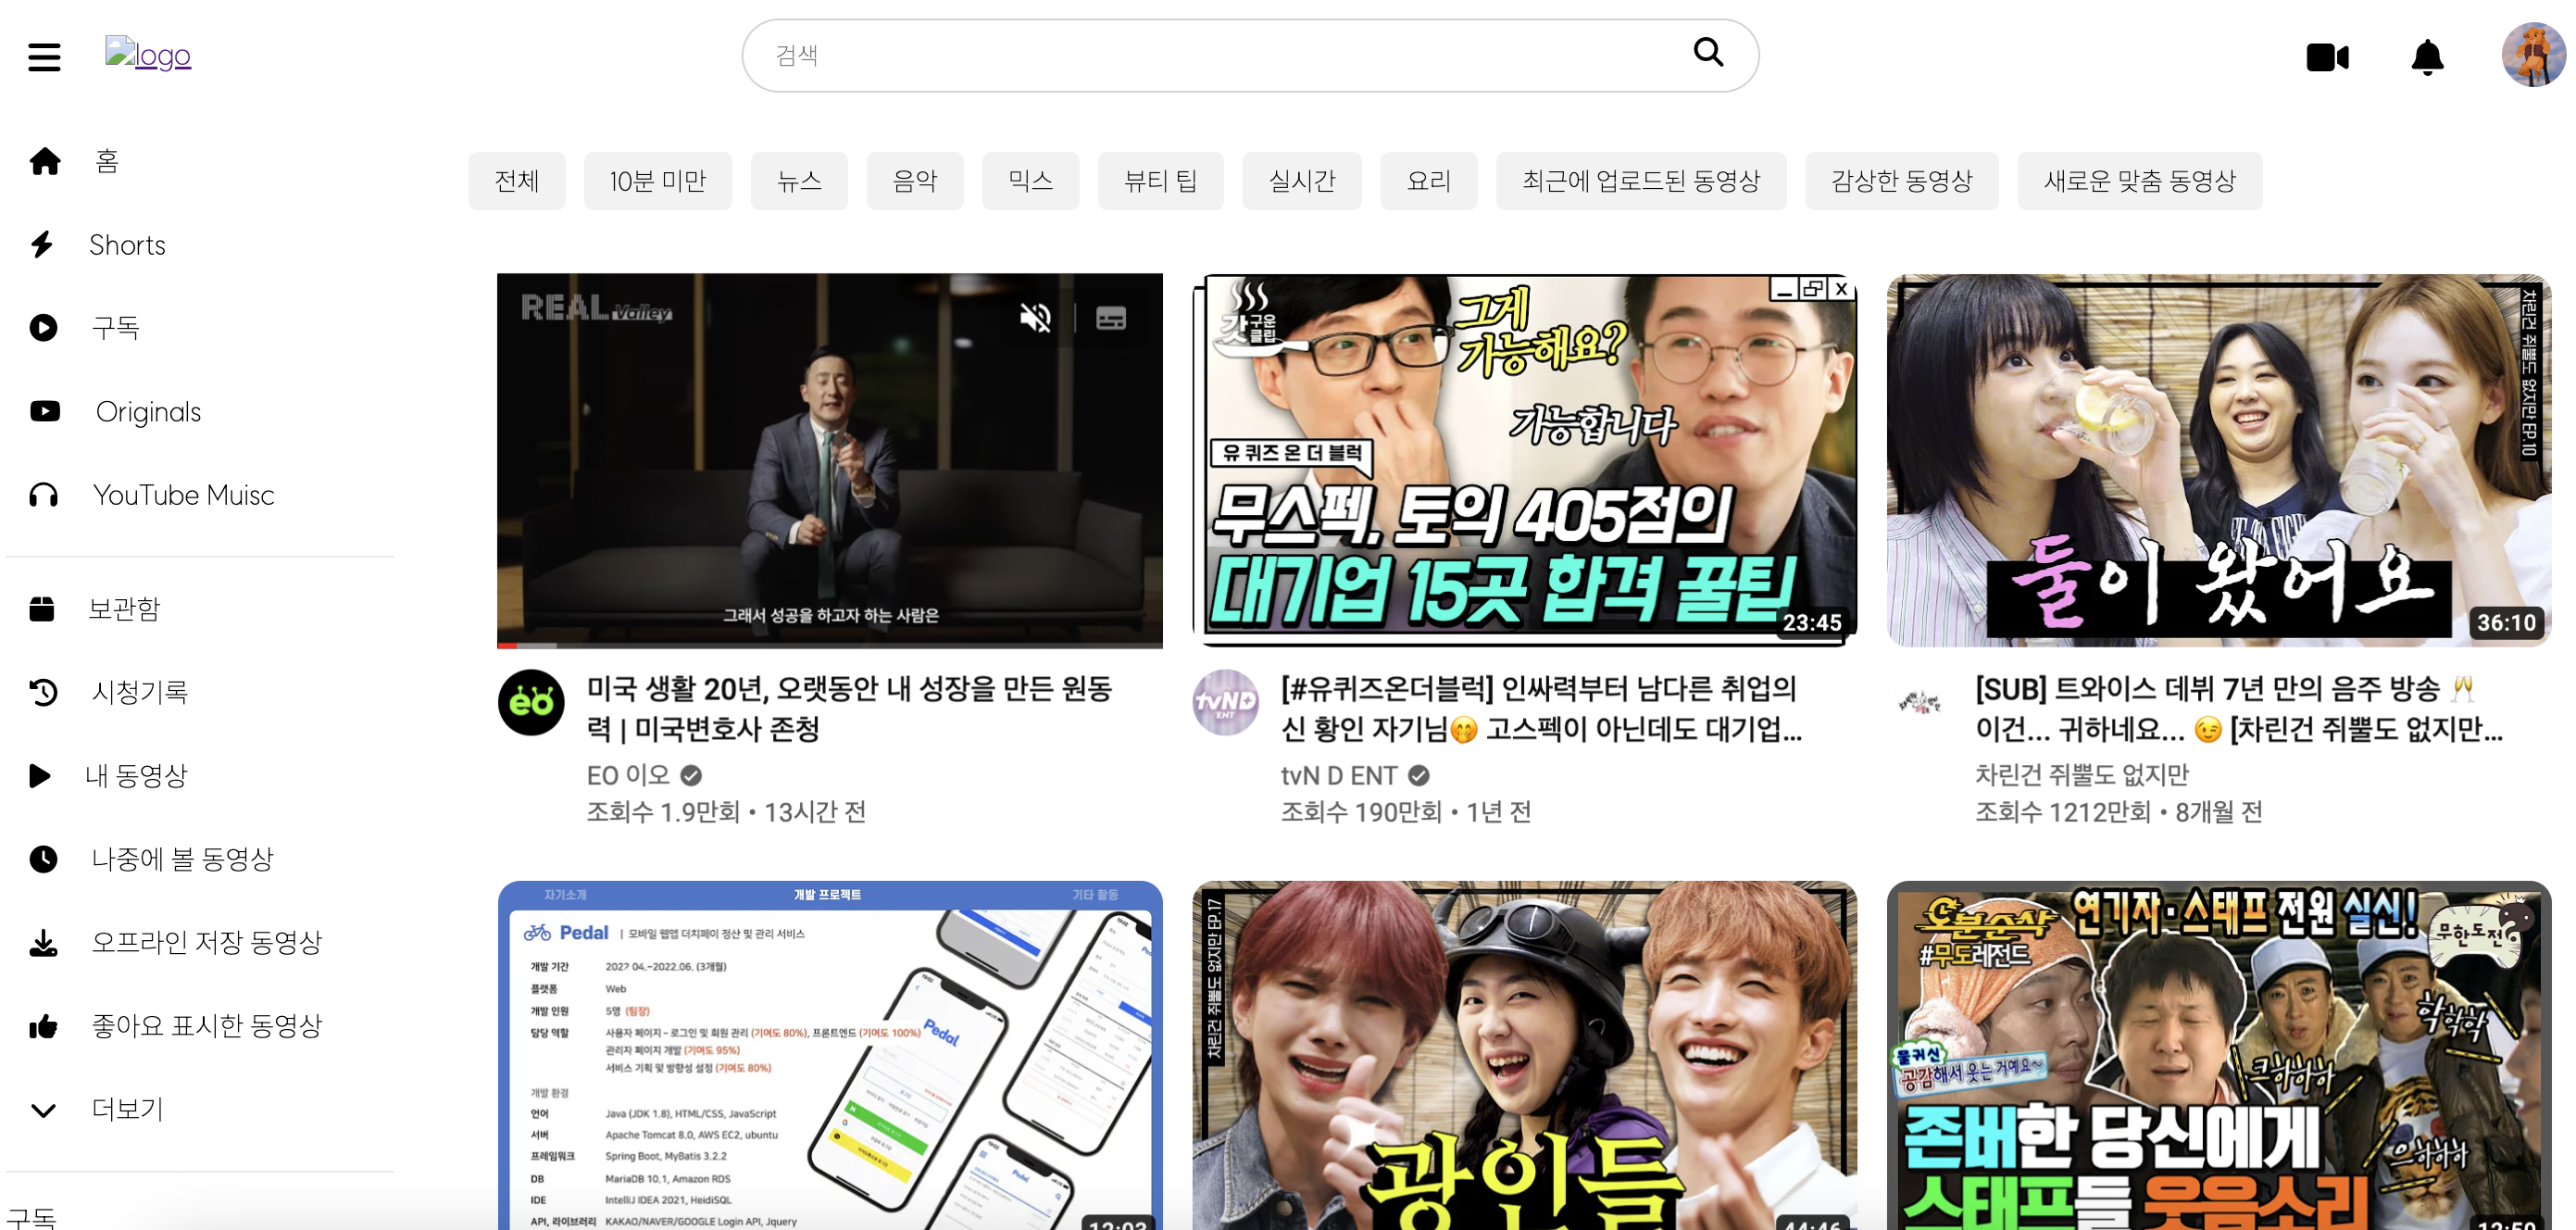 logo
검색
홈
Shorts
구독
Originals
YouTube Muisc
보관함
시청기록
내 동영상
나중에 볼 동영상
오프라인 저장 동영상
좋아요 표시한 동영상
더보기
구독
전체 10분 미만 뉴스 음악 믹스 뷰티 팁 실시간 요리 최근에 업로드된 동영상 감상한 동영상 새로운 맞춤 동영상
REAL Valley
그래서 성공을 하고자 하는 사람은
eo
미국 생활 20년, 오랫동안 내 성장을 만든 원동
력 | 미국변호사 존청
EO 이오
조회수 1.9만회 • 13시간 전
갓 구운 클립
그게
가능해요?
가능합니다
유 퀴즈 온 더 블럭
무스펙, 토익 405점의
대기업 15곳 합격 꿀팁
23:45
tvND
ENT
[#유퀴즈온더블럭] 인싸력부터 남다른 취업의
신 황인 자기님🤭 고스펙이 아닌데도 대기업...
tvN D ENT
조회수 190만회 • 1년 전
차린건 쥐뿔도 없지만 EP.10
둘이 왔어요
36:10
[SUB] 트와이스 데뷔 7년 만의 음주 방송 🥂
이건... 귀하네요... 😉 [차린건 쥐뿔도 없지만...
차린건 쥐뿔도 없지만
조회수 1212만회 • 8개월 전
자기소개 개발 프로젝트 기타 활동
Pedal | 모바일 웹앱 더치페이 정산 및 관리 서비스
개발 기간 2022 04.~2022.06. (3개월)
플랫폼 Web
개발 인원 5명 (팀장)
담당 역할 사용자 페이지 – 로그인 및 회원 관리 (기여도 80%), 프론트엔드 (기여도 100%)
관리자 페이지 개발 (기여도 95%)
서비스 기획 및 방향성 설정 (기여도 80%)
개발 환경
언어 Java (JDK 1.8), HTML/CSS, JavaScript
서버 Apache Tomcat 8.0, AWS EC2, ubuntu
프레임워크 Spring Boot, MyBatis 3.2.2
DB MariaDB 10.1, Amazon RDS
IDE IntelliJ IDEA 2021, HeidiSQL
API, 라이브러리 KAKAO/NAVER/GOOGLE Login API, Jquery
Pedal
Pedal
12:03
차린건 쥐뿔도 없지만 EP.17
광인들
44:46
오분순삭
#무도레전드
연기자·스태프 전원 실신!
무한도전
물귀신
공감해서 웃는 거예요~
학학학
크하하하
으하하하
존버한 당신에게
스태프들 웃음소리
12:50